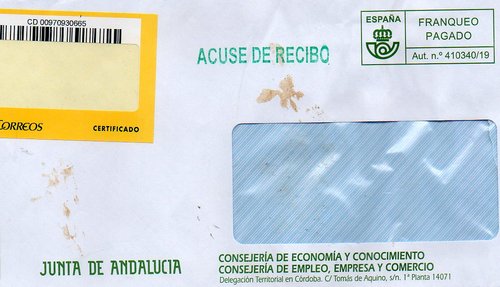 CD 00970930665
CORREOS
CERTIFICADO
ACUSE DE RECIBO
ESPAÑA
FRANQUEO
PAGADO
Aut. n.º 410340/19
JUNTA DE ANDALUCIA
CONSEJERÍA DE ECONOMÍA Y CONOCIMIENTO
CONSEJERÍA DE EMPLEO, EMPRESA Y COMERCIO
Delegación Territorial en Córdoba. C/ Tomás de Aquino, s/n. 1ª Planta 14071